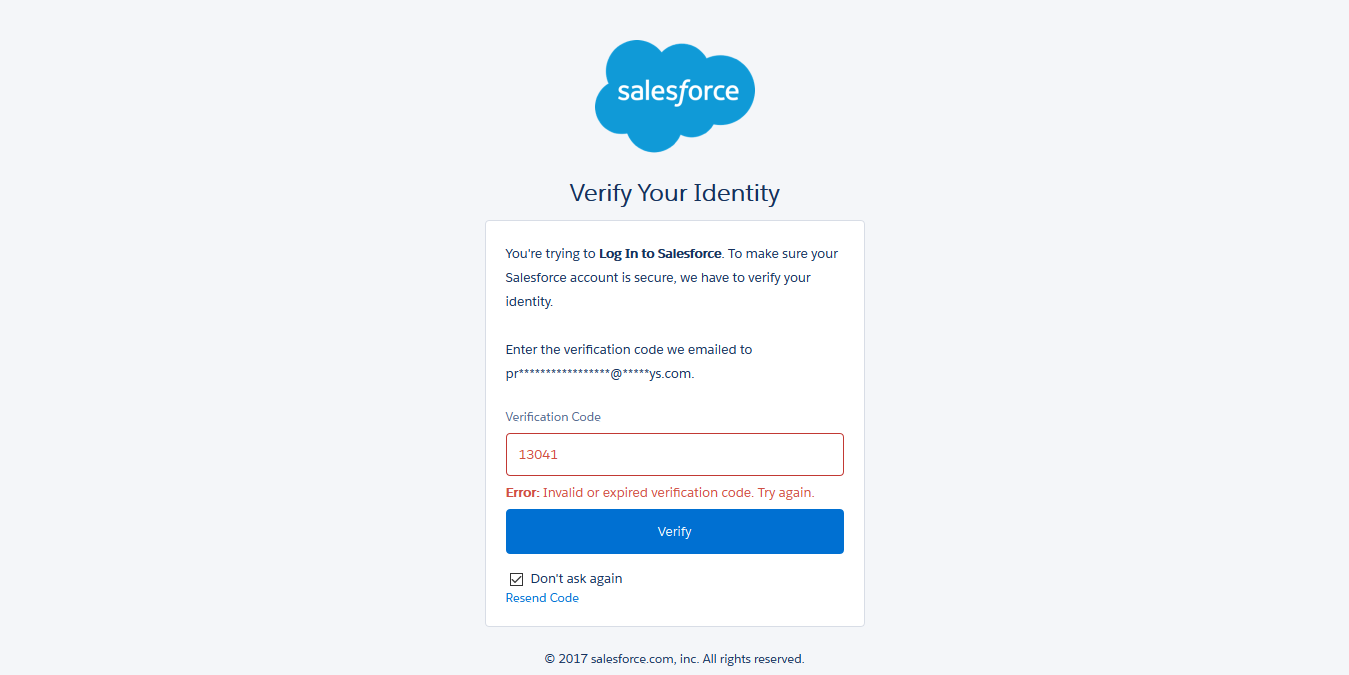 salesforce
Verify Your Identity
You're trying to Log In to Salesforce. To make sure your
Salesforce account is secure, we have to verify your
identity.
Enter the verification code we emailed to
pr*****************@*****ys.com.
Verification Code
13041
Error: Invalid or expired verification code. Try again.
Verify
Don't ask again
Resend Code
© 2017 salesforce.com, inc. All rights reserved.